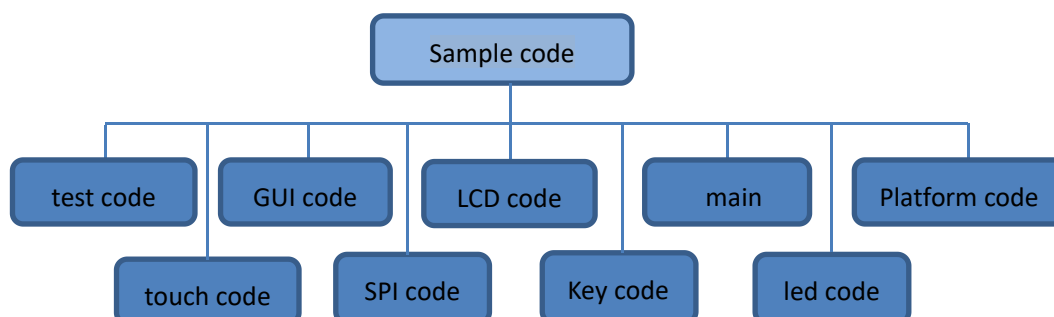 Sample code
test code
GUI code
LCD code
main
Platform code
touch code
SPI code
Key code
led code